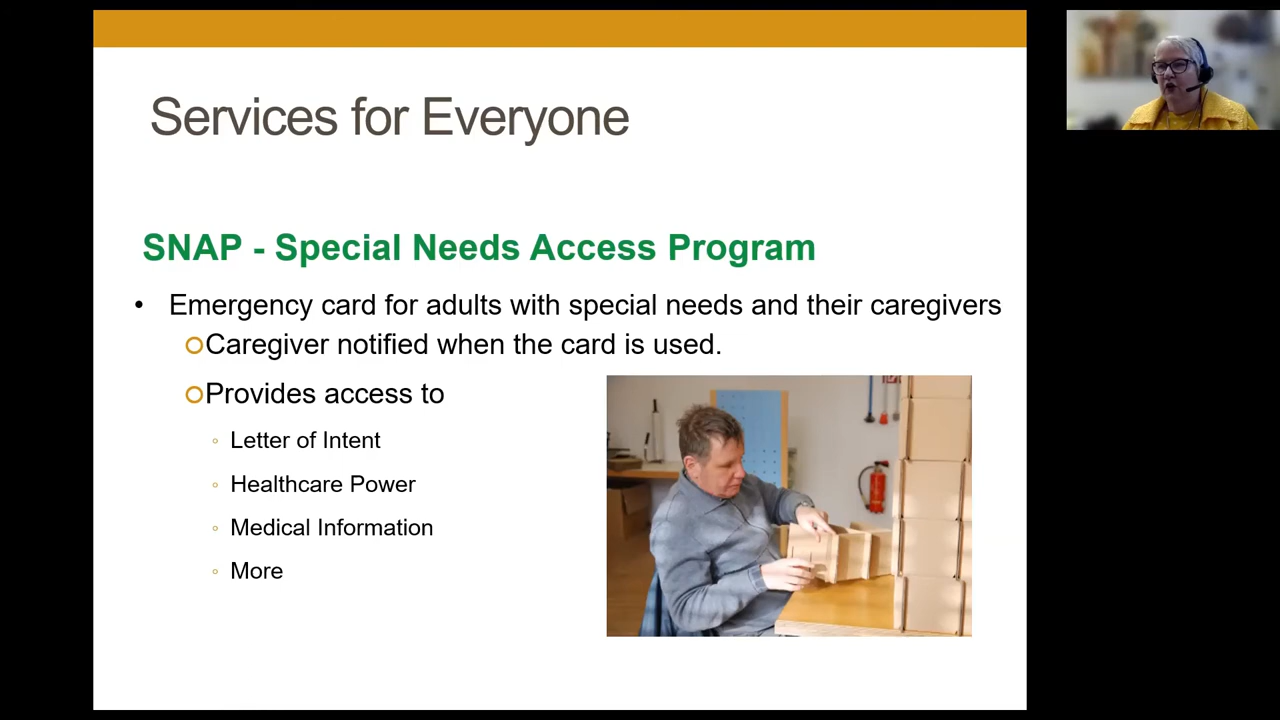 Services for Everyone
SNAP - Special Needs Access Program
• Emergency card for adults with special needs and their caregivers
Caregiver notified when the card is used.
Provides access to
Letter of Intent
Healthcare Power
Medical Information
More